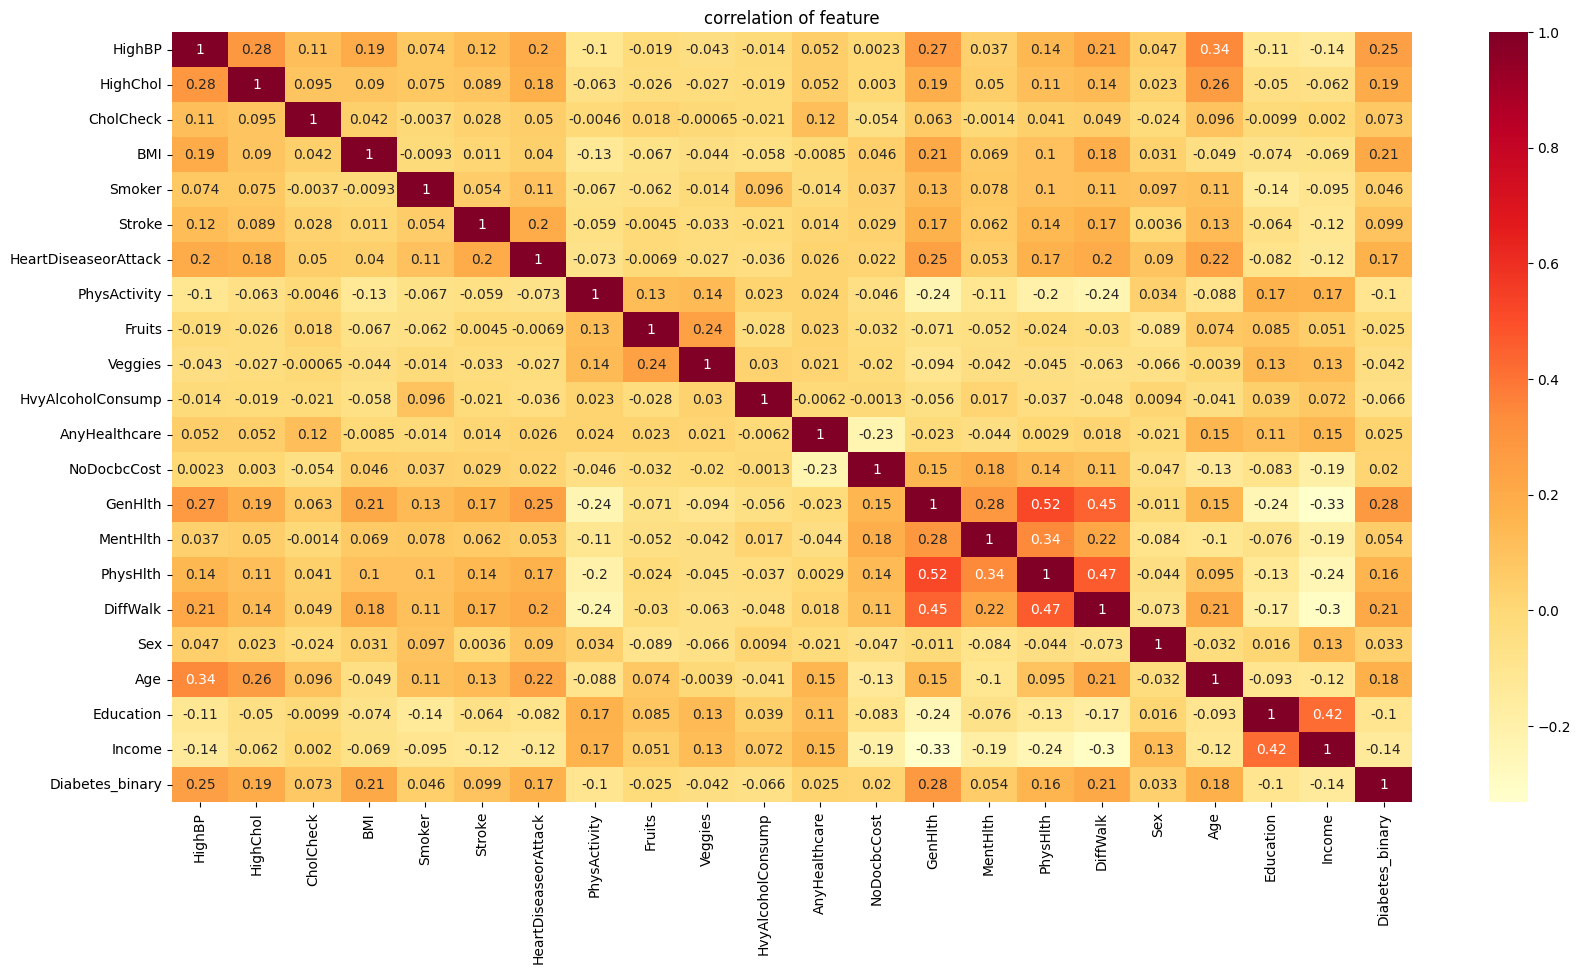 correlation of feature
HighBP 1 0.28 0.11 0.19 0.074 0.12 0.2 -0.1 -0.019 -0.043 -0.014 0.052 0.0023 0.27 0.037 0.14 0.21 0.047 0.34 -0.11 -0.14 0.25
HighChol 0.28 1 0.095 0.09 0.075 0.089 0.18 -0.063 -0.026 -0.027 -0.019 0.052 0.003 0.19 0.05 0.11 0.14 0.023 0.26 -0.05 -0.062 0.19
CholCheck 0.11 0.095 1 0.042 -0.0037 0.028 0.05 -0.0046 0.018 -0.00065 -0.021 0.12 -0.054 0.063 -0.0014 0.041 0.049 -0.024 0.096 -0.0099 0.002 0.073
BMI 0.19 0.09 0.042 1 -0.0093 0.011 0.04 -0.13 -0.067 -0.044 -0.058 -0.0085 0.046 0.21 0.069 0.1 0.18 0.031 -0.049 -0.074 -0.069 0.21
Smoker 0.074 0.075 -0.0037 -0.0093 1 0.054 0.11 -0.067 -0.062 -0.014 0.096 -0.014 0.037 0.13 0.078 0.1 0.11 0.097 0.11 -0.14 -0.095 0.046
Stroke 0.12 0.089 0.028 0.011 0.054 1 0.2 -0.059 -0.0045 -0.033 -0.021 0.014 0.029 0.17 0.062 0.14 0.17 0.0036 0.13 -0.064 -0.12 0.099
HeartDiseaseorAttack 0.2 0.18 0.05 0.04 0.11 0.2 1 -0.073 -0.0069 -0.027 -0.036 0.026 0.022 0.25 0.053 0.17 0.2 0.09 0.22 -0.082 -0.12 0.17
PhysActivity -0.1 -0.063 -0.0046 -0.13 -0.067 -0.059 -0.073 1 0.13 0.14 0.023 0.024 -0.046 -0.24 -0.11 -0.2 -0.24 0.034 -0.088 0.17 0.17 -0.1
Fruits -0.019 -0.026 0.018 -0.067 -0.062 -0.0045 -0.0069 0.13 1 0.24 -0.028 0.023 -0.032 -0.071 -0.052 -0.024 -0.03 -0.089 0.074 0.085 0.051 -0.025
Veggies -0.043 -0.027 -0.00065 -0.044 -0.014 -0.033 -0.027 0.14 0.24 1 0.03 0.021 -0.02 -0.094 -0.042 -0.045 -0.063 -0.066 -0.0039 0.13 0.13 -0.042
HvyAlcoholConsump -0.014 -0.019 -0.021 -0.058 0.096 -0.021 -0.036 0.023 -0.028 0.03 1 -0.0062 -0.0013 -0.056 0.017 -0.037 -0.048 0.0094 -0.041 0.039 0.072 -0.066
AnyHealthcare 0.052 0.052 0.12 -0.0085 -0.014 0.014 0.026 0.024 0.023 0.021 -0.0062 1 -0.23 -0.023 -0.044 0.0029 0.018 -0.021 0.15 0.11 0.15 0.025
NoDocbcCost 0.0023 0.003 -0.054 0.046 0.037 0.029 0.022 -0.046 -0.032 -0.02 -0.0013 -0.23 1 0.15 0.18 0.14 0.11 -0.047 -0.13 -0.083 -0.19 0.02
GenHlth 0.27 0.19 0.063 0.21 0.13 0.17 0.25 -0.24 -0.071 -0.094 -0.056 -0.023 0.15 1 0.28 0.52 0.45 -0.011 0.15 -0.24 -0.33 0.28
MentHlth 0.037 0.05 -0.0014 0.069 0.078 0.062 0.053 -0.11 -0.052 -0.042 0.017 -0.044 0.18 0.28 1 0.34 0.22 -0.084 -0.1 -0.076 -0.19 0.054
PhysHlth 0.14 0.11 0.041 0.1 0.1 0.14 0.17 -0.2 -0.024 -0.045 -0.037 0.0029 0.14 0.52 0.34 1 0.47 -0.044 0.095 -0.13 -0.24 0.16
DiffWalk 0.21 0.14 0.049 0.18 0.11 0.17 0.2 -0.24 -0.03 -0.063 -0.048 0.018 0.11 0.45 0.22 0.47 1 -0.073 0.21 -0.17 -0.3 0.21
Sex 0.047 0.023 -0.024 0.031 0.097 0.0036 0.09 0.034 -0.089 -0.066 0.0094 -0.021 -0.047 -0.011 -0.084 -0.044 -0.073 1 -0.032 0.016 0.13 0.033
Age 0.34 0.26 0.096 -0.049 0.11 0.13 0.22 -0.088 0.074 -0.0039 -0.041 0.15 -0.13 0.15 -0.1 0.095 0.21 -0.032 1 -0.093 -0.12 0.18
Education -0.11 -0.05 -0.0099 -0.074 -0.14 -0.064 -0.082 0.17 0.085 0.13 0.039 0.11 -0.083 -0.24 -0.076 -0.13 -0.17 0.016 -0.093 1 0.42 -0.1
Income -0.14 -0.062 0.002 -0.069 -0.095 -0.12 -0.12 0.17 0.051 0.13 0.072 0.15 -0.19 -0.33 -0.19 -0.24 -0.3 0.13 -0.12 0.42 1 -0.14
Diabetes_binary 0.25 0.19 0.073 0.21 0.046 0.099 0.17 -0.1 -0.025 -0.042 -0.066 0.025 0.02 0.28 0.054 0.16 0.21 0.033 0.18 -0.1 -0.14 1
HighBP HighChol CholCheck BMI Smoker Stroke HeartDiseaseorAttack PhysActivity Fruits Veggies HvyAlcoholConsump AnyHealthcare NoDocbcCost GenHlth MentHlth PhysHlth DiffWalk Sex Age Education Income Diabetes_binary
1.0
0.8
0.6
0.4
0.2
0.0
−0.2